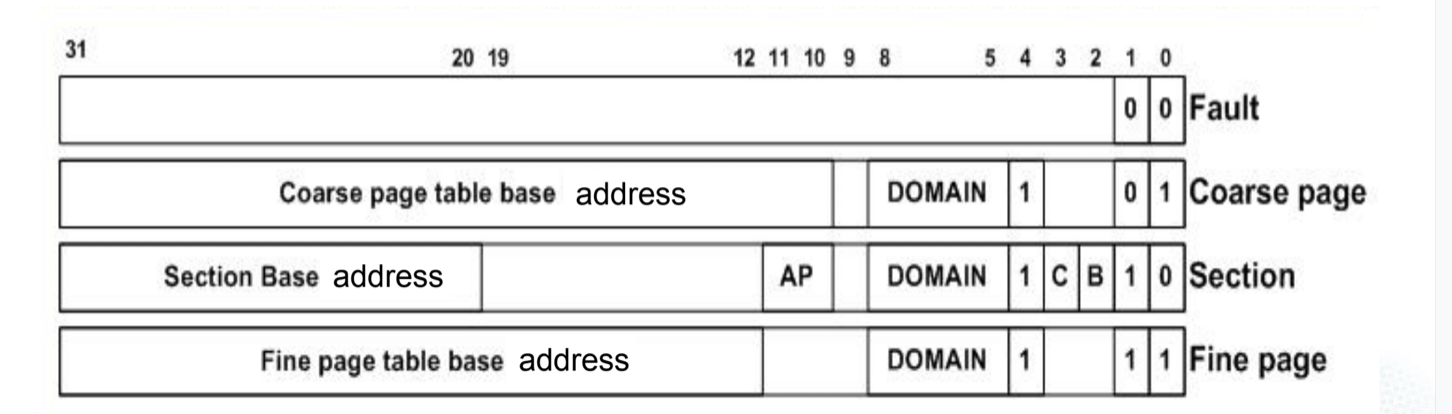 31 20 19 12 11 10 9 8 5 4 3 2 1 0
0 0 Fault
Coarse page table base address DOMAIN 1 0 1 Coarse page
Section Base address AP DOMAIN 1 C B 1 0 Section
Fine page table base address DOMAIN 1 1 1 Fine page